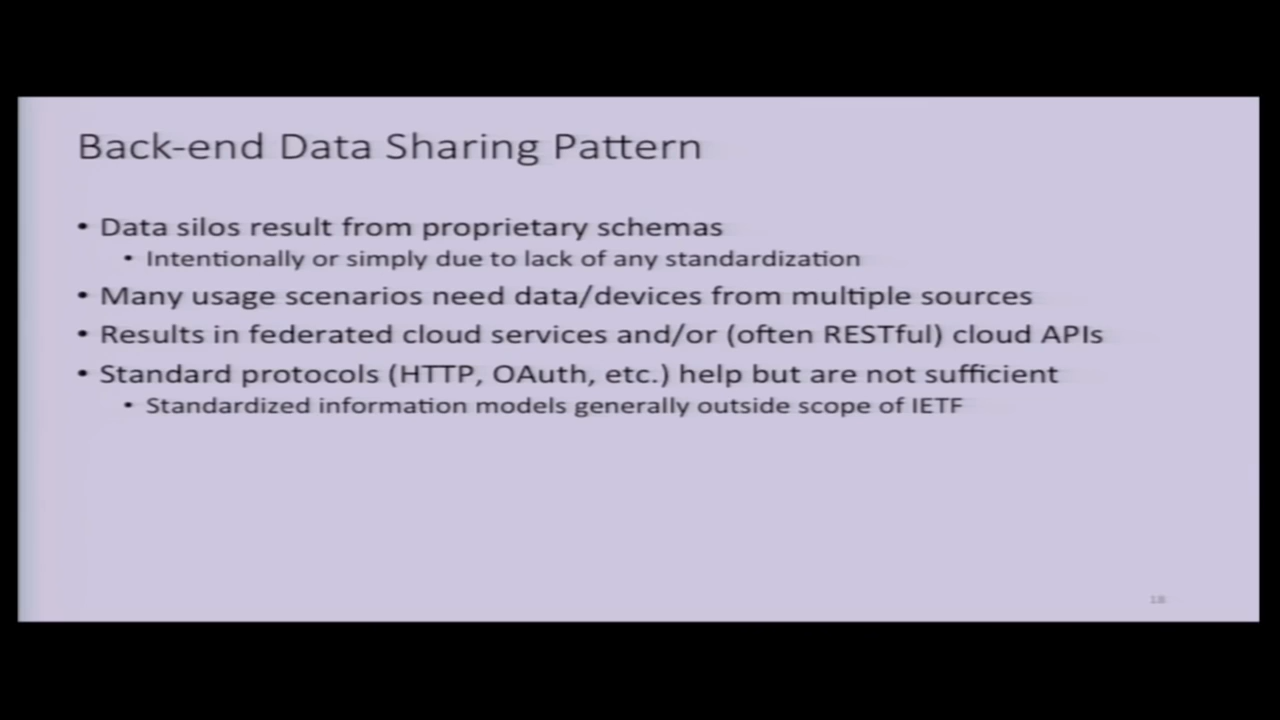 Back-end Data Sharing Pattern
• Data silos result from proprietary schemas
• Intentionally or simply due to lack of any standardization
• Many usage scenarios need data/devices from multiple sources
• Results in federated cloud services and/or (often RESTful) cloud APIs
• Standard protocols (HTTP, OAuth, etc.) help but are not sufficient
• Standardized information models generally outside scope of IETF
18